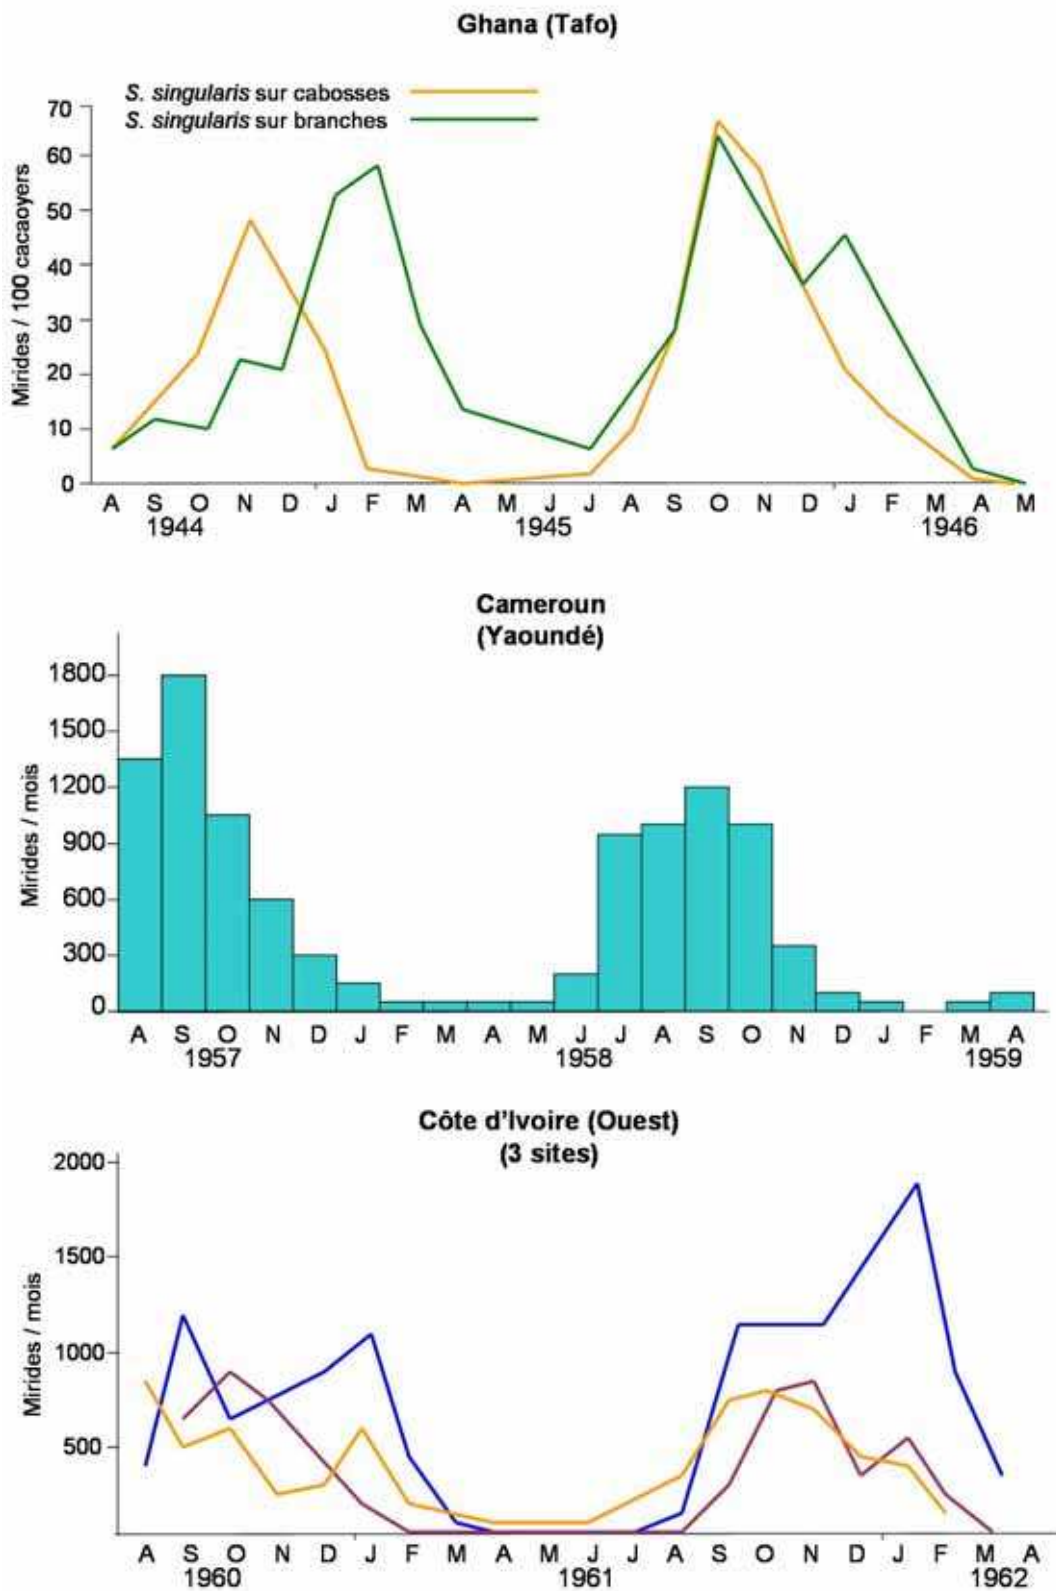 Ghana (Tafo)
S. singularis sur cabosses
S. singularis sur branches
Mirides / 100 cacaoyers
70
60
50
40
30
20
10
0
A S O N D J F M A M J J A S O N D J F M A M
1944 1945 1946
Cameroun
(Yaoundé)
Mirides / mois
1800
1500
1200
900
600
300
0
A S O N D J F M A M J J A S O N D J F M A
1957 1958 1959
Côte d'Ivoire (Ouest)
(3 sites)
Mirides / mois
2000
1500
1000
500
A S O N D J F M A M J J A S O N D J F M A
1960 1961 1962